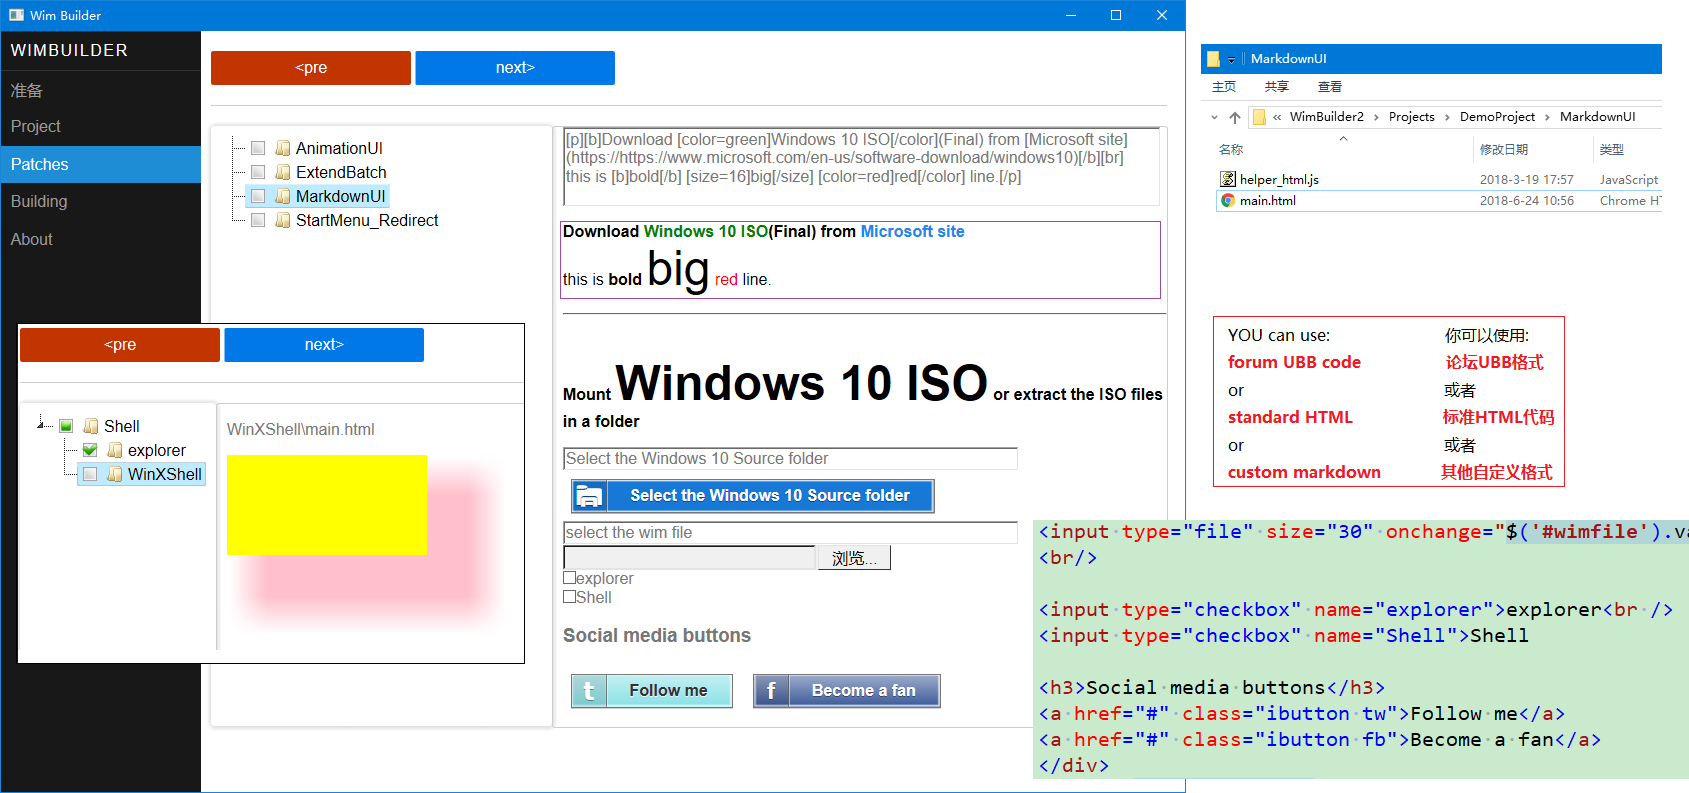 Wim Builder
WIMBUILDER
准备
Project
Patches
Building
About
<pre
next>
AnimationUI
ExtendBatch
MarkdownUI
StartMenu_Redirect
[p][b]Download [color=green]Windows 10 ISO[/color](Final) from [Microsoft site]
(https://https://www.microsoft.com/en-us/software-download/windows10)[/b][br]
this is [b]bold[/b] [size=16]big[/size] [color=red]red[/color] line.[/p]
Download Windows 10 ISO(Final) from Microsoft site
this is bold big red line.
Mount Windows 10 ISO or extract the ISO files
in a folder
Select the Windows 10 Source folder
Select the Windows 10 Source folder
select the wim file
浏览...
explorer
Shell
Social media buttons
t Follow me
f Become a fan
<pre
next>
Shell
explorer
WinXShell
WinXShell\main.html
MarkdownUI
主页 共享 查看
« WimBuilder2 > Projects > DemoProject > MarkdownUI
名称 修改日期 类型
helper_html.js 2018-3-19 17:57 JavaScript
main.html 2018-6-24 10:56 Chrome HT
YOU can use: 你可以使用:
forum UBB code 论坛UBB格式
or 或者
standard HTML 标准HTML代码
or 或者
custom markdown 其他自定义格式
<input type="file" size="30" onchange="$('#wimfile').va
<br/>
<input type="checkbox" name="explorer">explorer<br />
<input type="checkbox" name="Shell">Shell
<h3>Social media buttons</h3>
<a href="#" class="ibutton tw">Follow me</a>
<a href="#" class="ibutton fb">Become a fan</a>
</div>